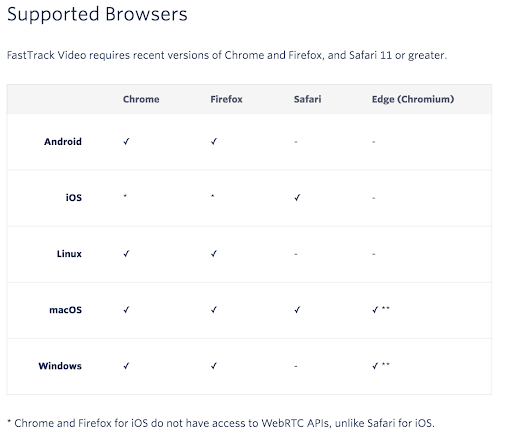 Supported Browsers
FastTrack Video requires recent versions of Chrome and Firefox, and Safari 11 or greater.
Chrome Firefox Safari Edge (Chromium)
Android ✓ ✓ - -
iOS * * ✓ -
Linux ✓ ✓ - -
macOS ✓ ✓ ✓ ✓ **
Windows ✓ ✓ - ✓ **
* Chrome and Firefox for iOS do not have access to WebRTC APIs, unlike Safari for iOS.